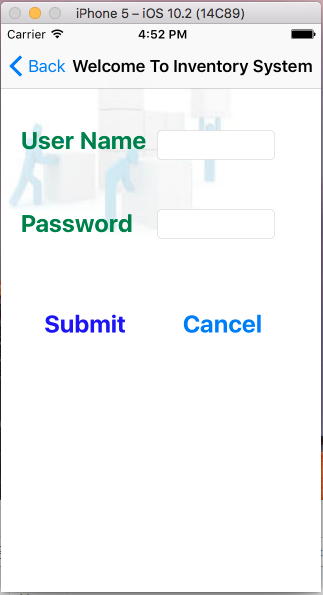 iPhone 5 – iOS 10.2 (14C89)
Carrier 4:52 PM
Back Welcome To Inventory System
User Name
Password
Submit Cancel